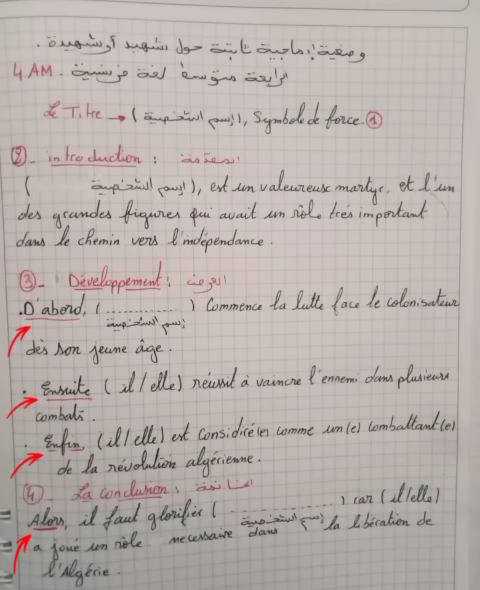 وضعية إدماجية ثابتة حول شهيد أو شهيدة.
4 AM. الرابعة متوسط لغة فرنسية
Le Titre → (إسم الشخصية), Symbole de force ①
②- introduction : المقدمة
( إسم الشخصية), est un valeureux martyr, et l'un
des grandes figures qui avait un rôle très important
dans le chemin vers l'indépendance.
③- Développement : العرض
. D'abord, (............) Commence la lutte face le colonisateur
إسم الشخصية
dès son jeune âge.
. Ensuite (il/elle) réussit à vaincre l'ennemi dans plusieurs
combats.
. Enfin, (il/elle) est considéré(e) comme un(e) combattant(e)
de la révolution algérienne.
④- La conclusion : الخاتمة
Alors, il faut glorifier (............) car (il/elle)
إسم الشخصية
a joué un rôle necessaire dans la libération de
l'Algérie.